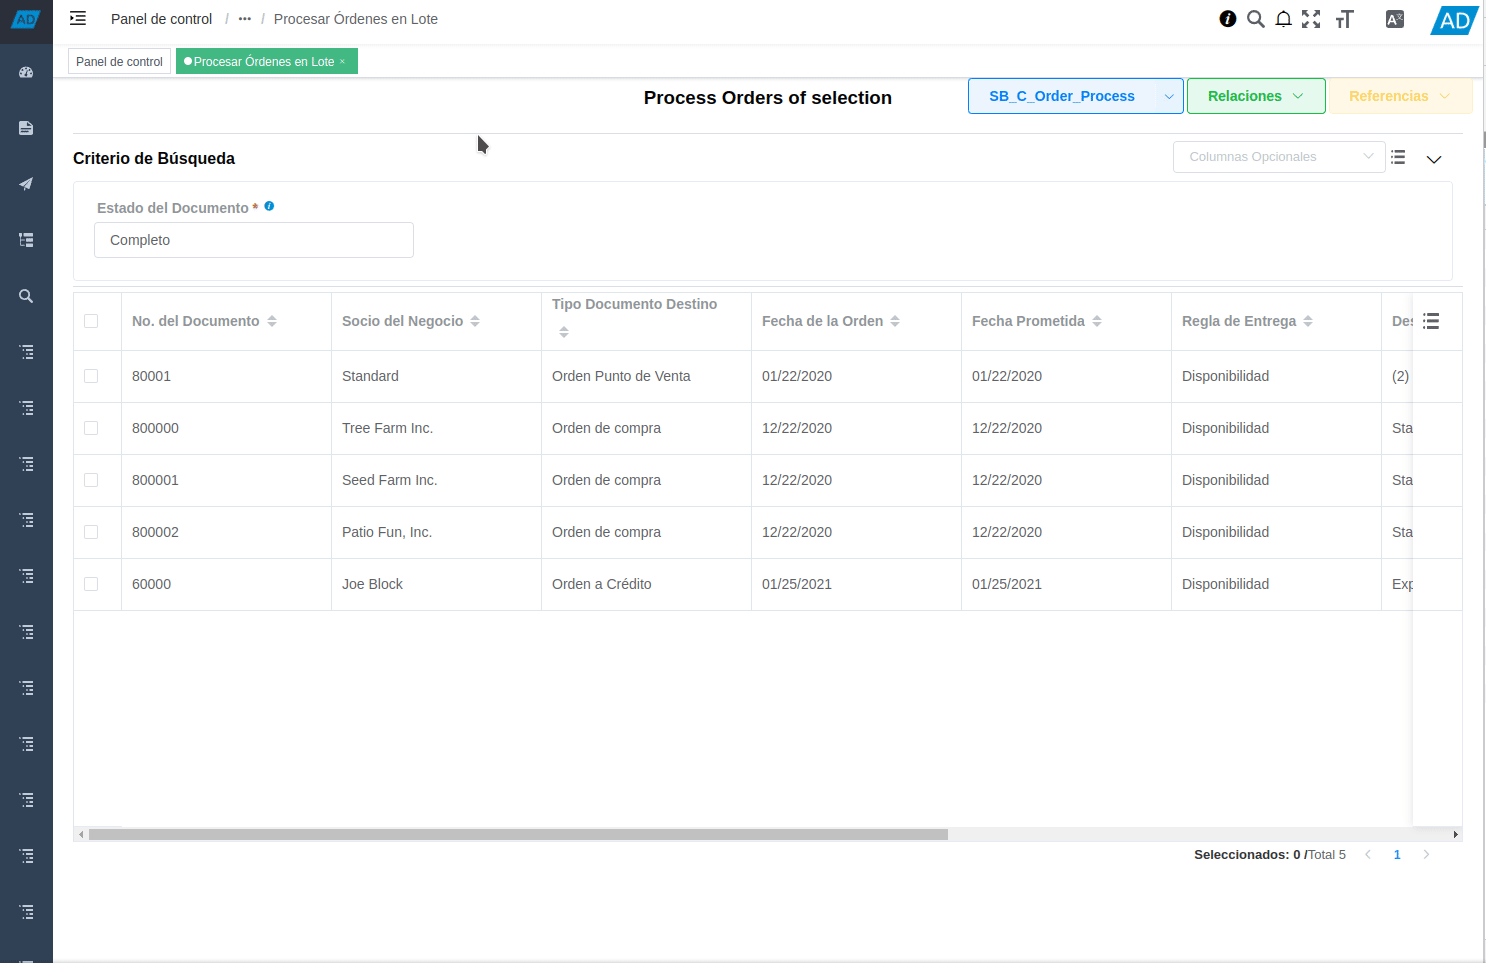 AD
Panel de control / ••• / Procesar Órdenes en Lote
AD
Panel de control
Procesar Órdenes en Lote ×
Process Orders of selection
SB_C_Order_Process
Relaciones
Referencias
Criterio de Búsqueda
Columnas Opcionales
Estado del Documento *
Completo
No. del Documento Socio del Negocio Tipo Documento Destino Fecha de la Orden Fecha Prometida Regla de Entrega Des
80001 Standard Orden Punto de Venta 01/22/2020 01/22/2020 Disponibilidad (2)
800000 Tree Farm Inc. Orden de compra 12/22/2020 12/22/2020 Disponibilidad Sta
800001 Seed Farm Inc. Orden de compra 12/22/2020 12/22/2020 Disponibilidad Sta
800002 Patio Fun, Inc. Orden de compra 12/22/2020 12/22/2020 Disponibilidad Sta
60000 Joe Block Orden a Crédito 01/25/2021 01/25/2021 Disponibilidad Exp
Seleccionados: 0 /Total 5 1